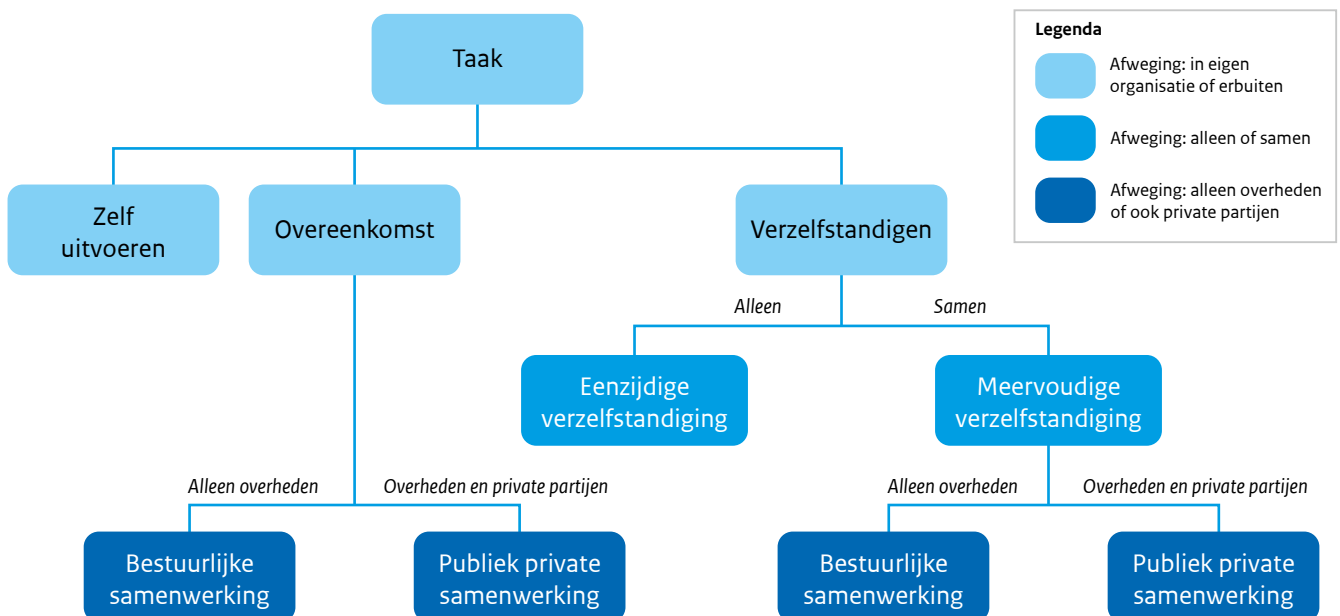 Taak
Legenda
Afweging: in eigen
organisatie of erbuiten
Afweging: alleen of samen
Afweging: alleen overheden
of ook private partijen
Zelf
uitvoeren
Overeenkomst
Verzelfstandigen
Alleen
Samen
Eenzijdige
verzelfstandiging
Meervoudige
verzelfstandiging
Alleen overheden
Overheden en private partijen
Alleen overheden
Overheden en private partijen
Bestuurlijke
samenwerking
Publiek private
samenwerking
Bestuurlijke
samenwerking
Publiek private
samenwerking